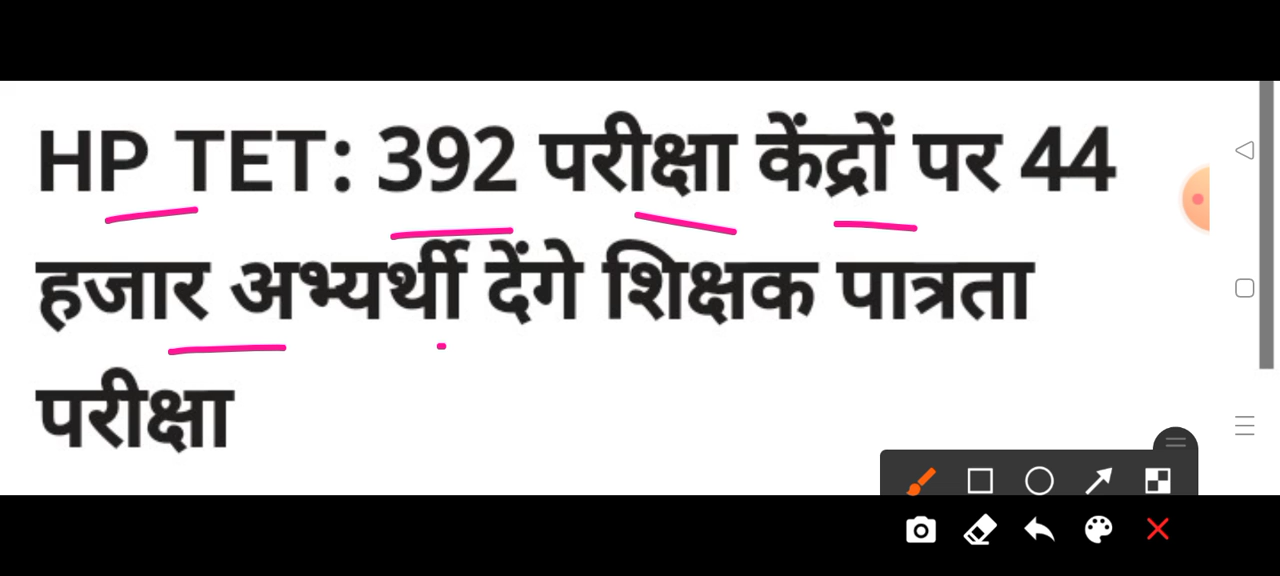 HP TET: 392 परीक्षा केंद्रों पर 44
हजार अभ्यर्थी देंगे शिक्षक पात्रता
परीक्षा